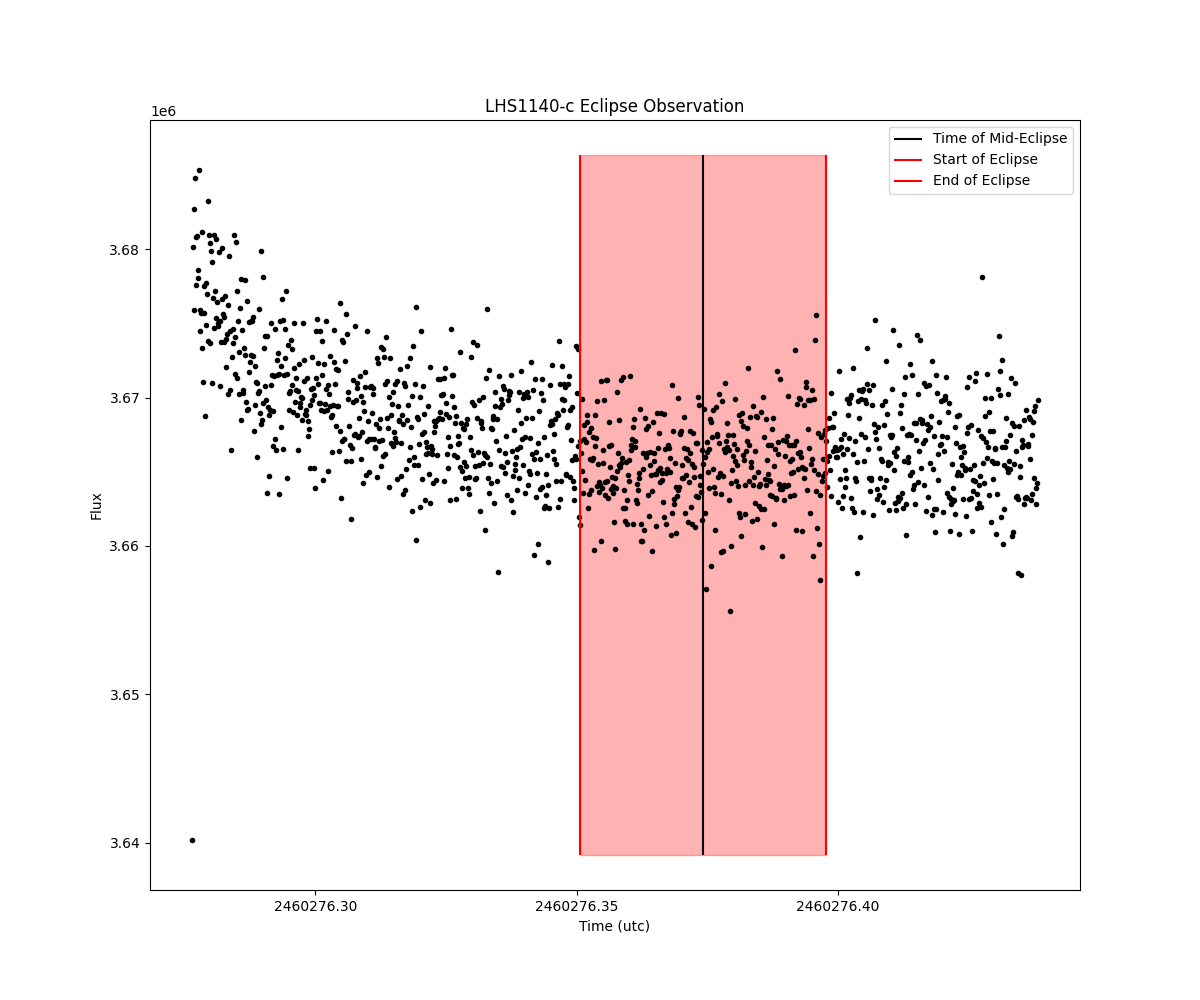 LHS1140-c Eclipse Observation
1e6
Time of Mid-Eclipse
Start of Eclipse
End of Eclipse
3.68
3.67
3.66
3.65
3.64
Flux
2460276.30
2460276.35
2460276.40
Time (utc)